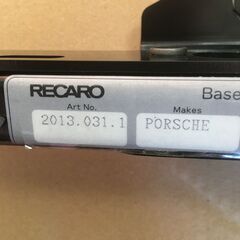 RECARO Base
Art No. Makes
2013.031.1 PORSCHE